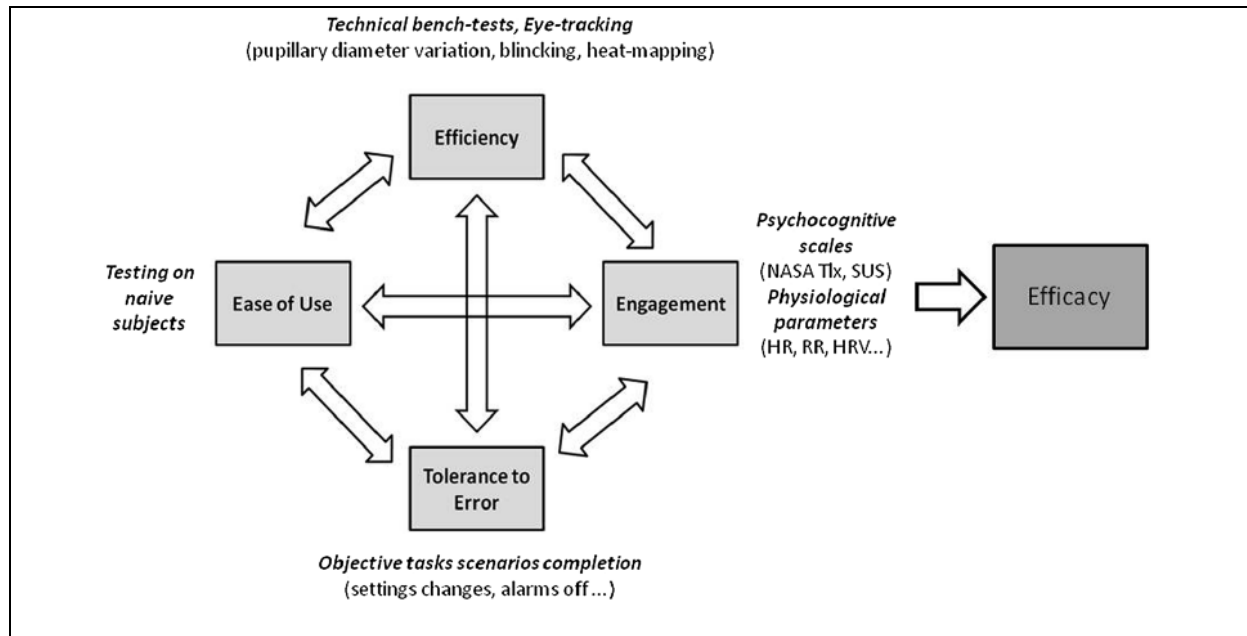 Technical bench-tests, Eye-tracking
(pupillary diameter variation, blincking, heat-mapping)
Efficiency
Testing on
naive
subjects
Ease of Use
Engagement
Psychocognitive
scales
(NASA Tlx, SUS)
Physiological
parameters
(HR, RR, HRV...)
Efficacy
Tolerance to
Error
Objective tasks scenarios completion
(settings changes, alarms off ...)